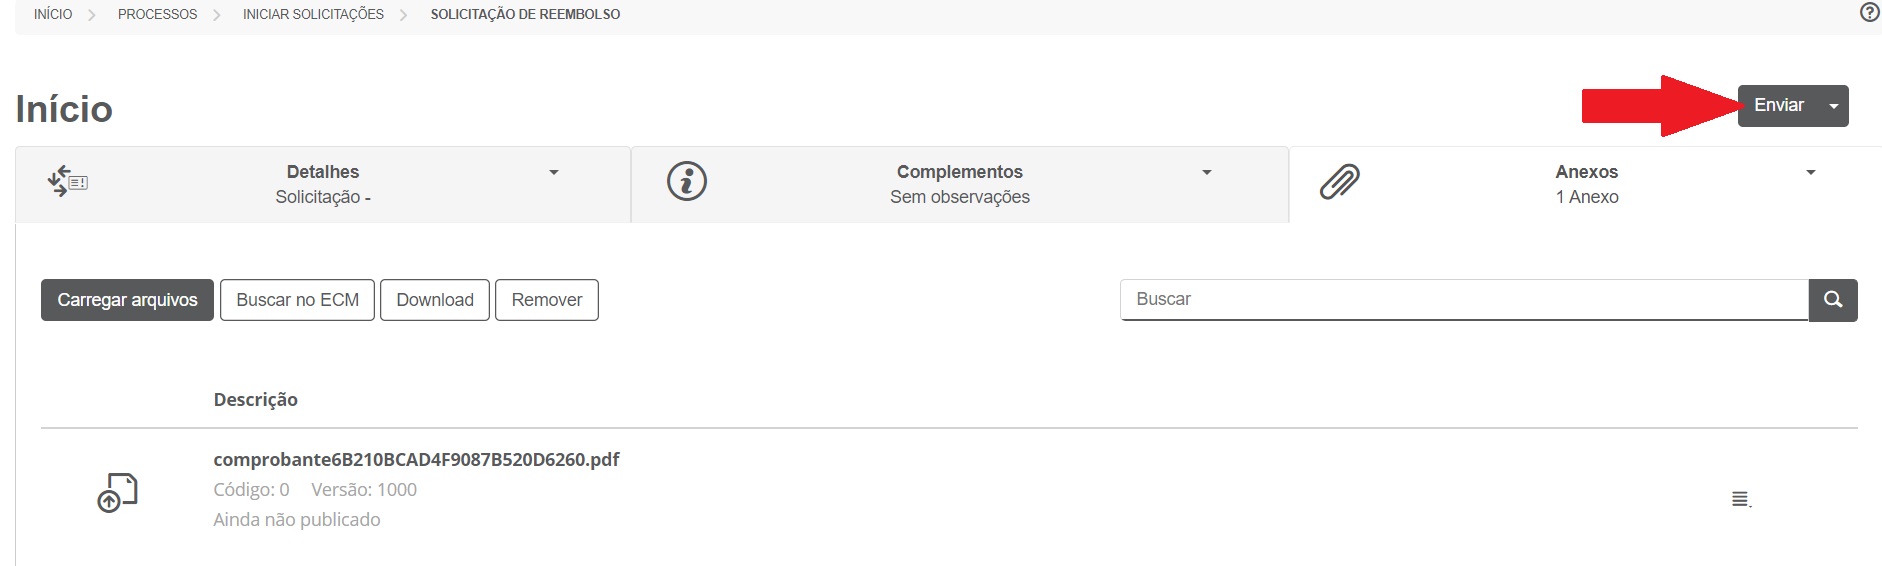 INÍCIO PROCESSOS INICIAR SOLICITAÇÕES SOLICITAÇÃO DE REEMBOLSO
Início
Enviar
Detalhes
Solicitação -
Complementos
Sem observações
Anexos
1 Anexo
Carregar arquivos Buscar no ECM Download Remover
Buscar
Descrição
comprobante6B210BCAD4F9087B520D6260.pdf
Código: 0 Versão: 1000
Ainda não publicado